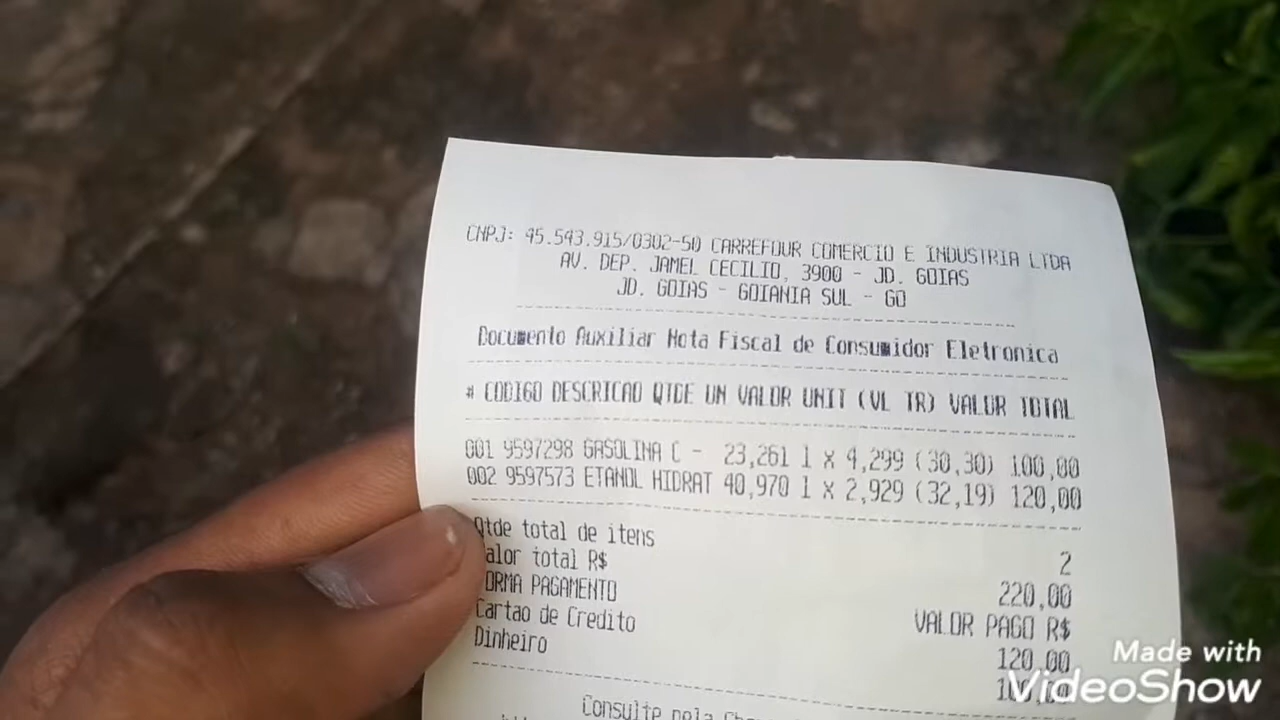 CNPJ: 45.543.915/0302-50 CARREFOUR COMERCIO E INDUSTRIA LTDA
AV. DEP. JAMEL CECILIO, 3900 - JD. GOIAS
JD. GOIAS - GOIANIA SUL - GO
Documento Auxiliar Nota Fiscal de Consumidor Eletronica
# CODIGO DESCRICAO QTDE UN VALOR UNIT (VL TR) VALOR TOTAL
001 9597298 GASOLINA C - 23,261 l x 4,299 (30,30) 100,00
002 9597573 ETANOL HIDRAT 40,970 l x 2,929 (32,19) 120,00
Qtde total de itens 2
alor total R$ 220,00
ORMA PAGAMENTO VALOR PAGO R$
Cartao de Credito 120,00
Dinheiro
Consulte pela
Made with
VideoShow